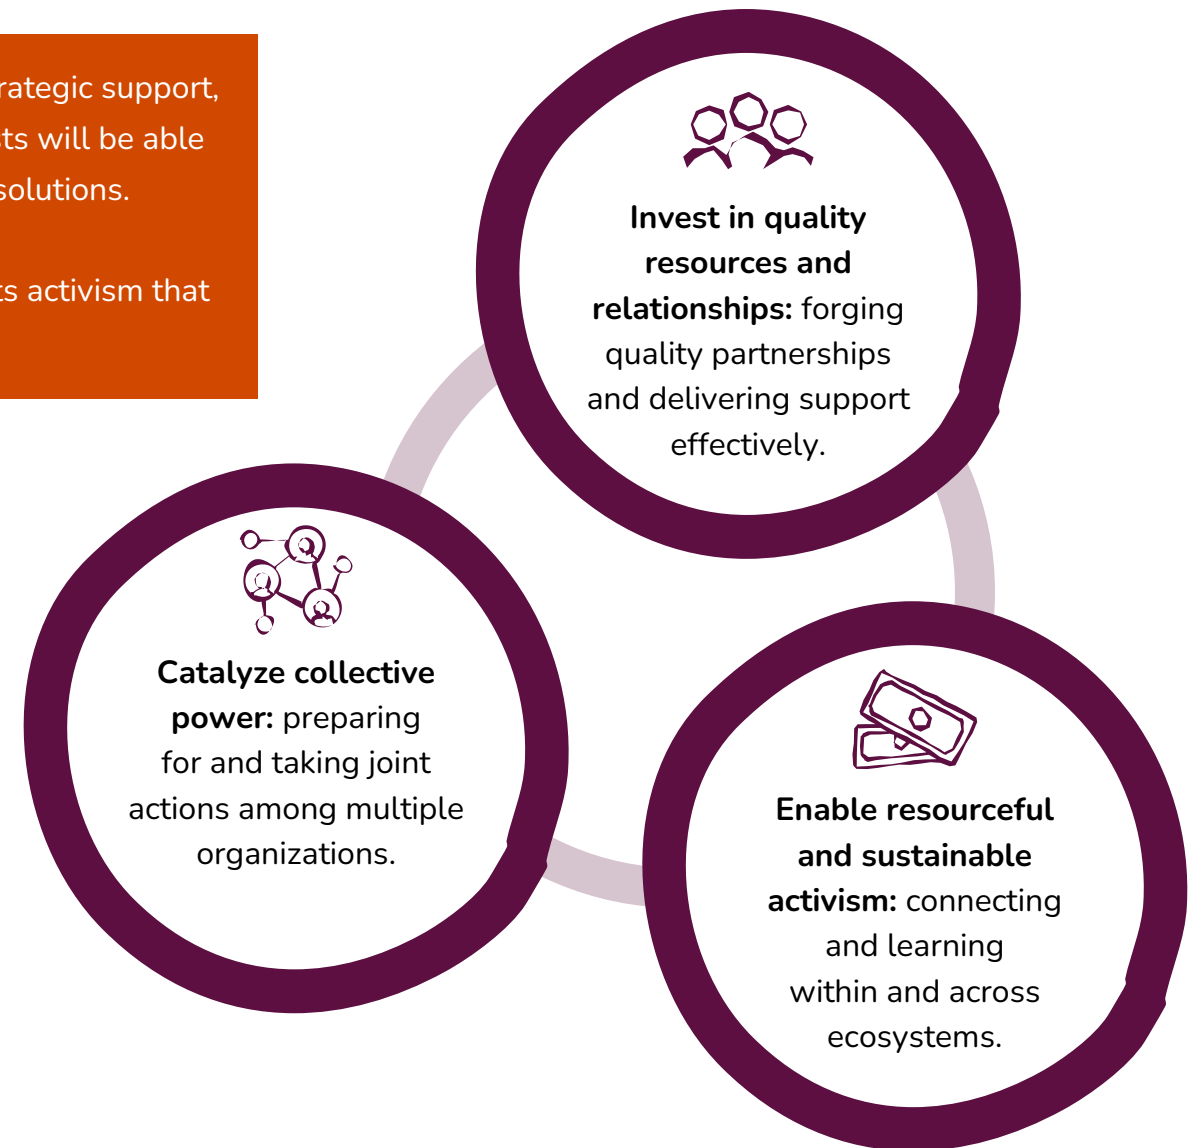 rategic support,
sts will be able
solutions.
ts activism that
Invest in quality
resources and
relationships: forging
quality partnerships
and delivering support
effectively.
Catalyze collective
power: preparing
for and taking joint
actions among multiple
organizations.
Enable resourceful
and sustainable
activism: connecting
and learning
within and across
ecosystems.